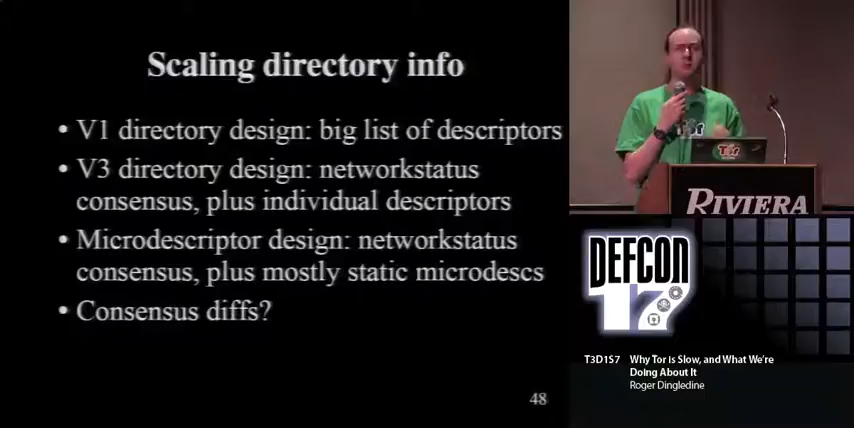 Scaling directory info
• V1 directory design: big list of descriptors
• V3 directory design: networkstatus
consensus, plus individual descriptors
• Microdescriptor design: networkstatus
consensus, plus mostly static microdescs
• Consensus diffs?
48
Tor
Tor
RIVIERA
DEFCON
17
T3D1S7 Why Tor is Slow, and What We're
Doing About It
Roger Dingledine